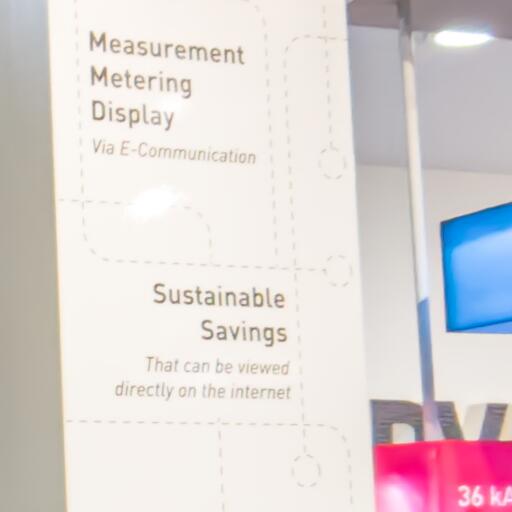 Measurement
Metering
Display
Via E-Communication
Sustainable
Savings
That can be viewed
directly on the internet
36 kA